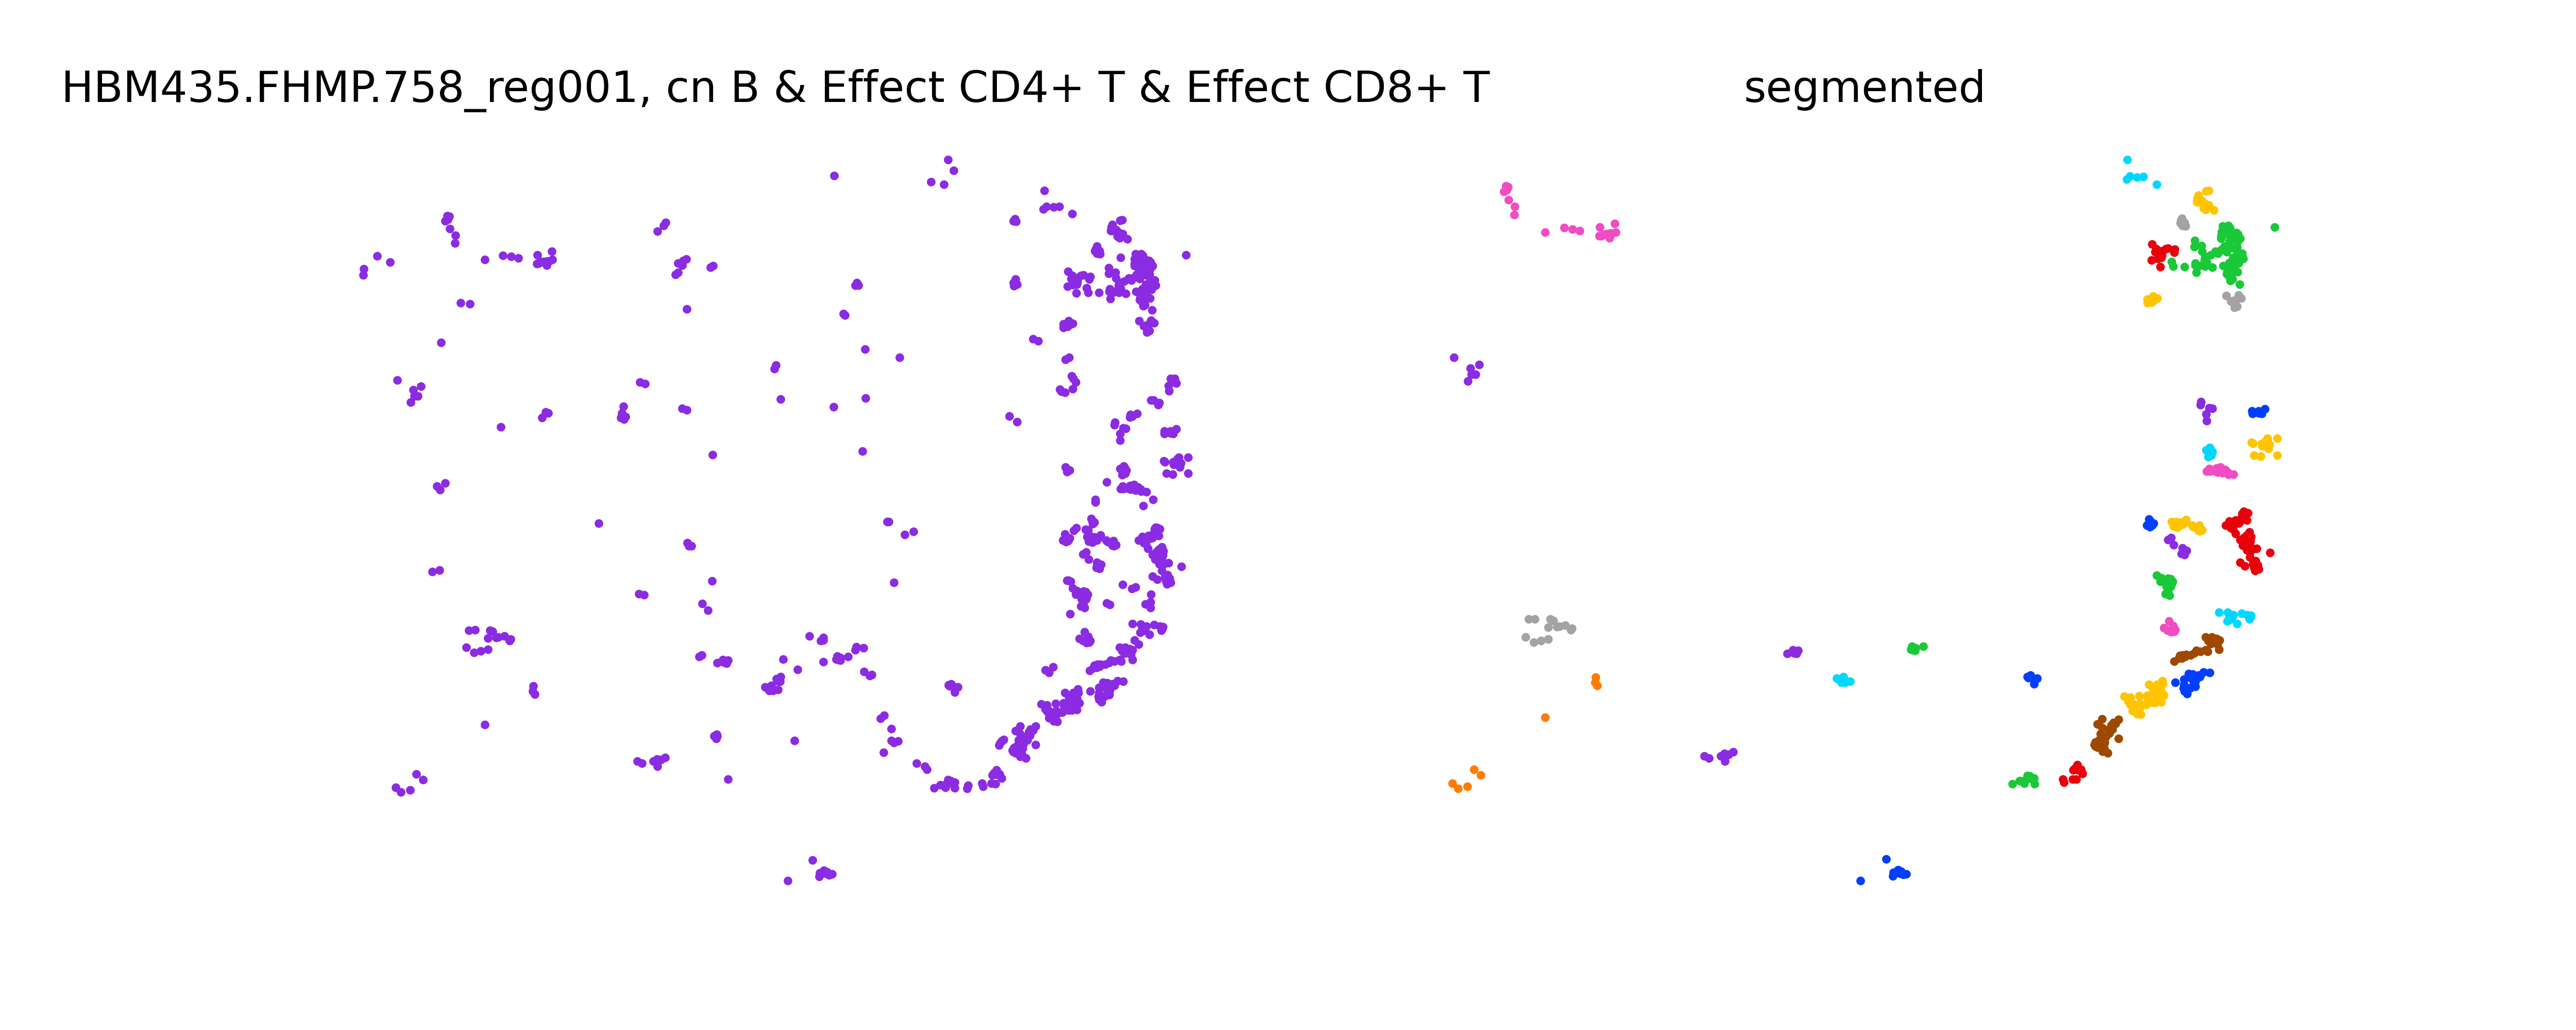 HBM435.FHMP.758_reg001, cn B & Effect CD4+ T & Effect CD8+ T
segmented